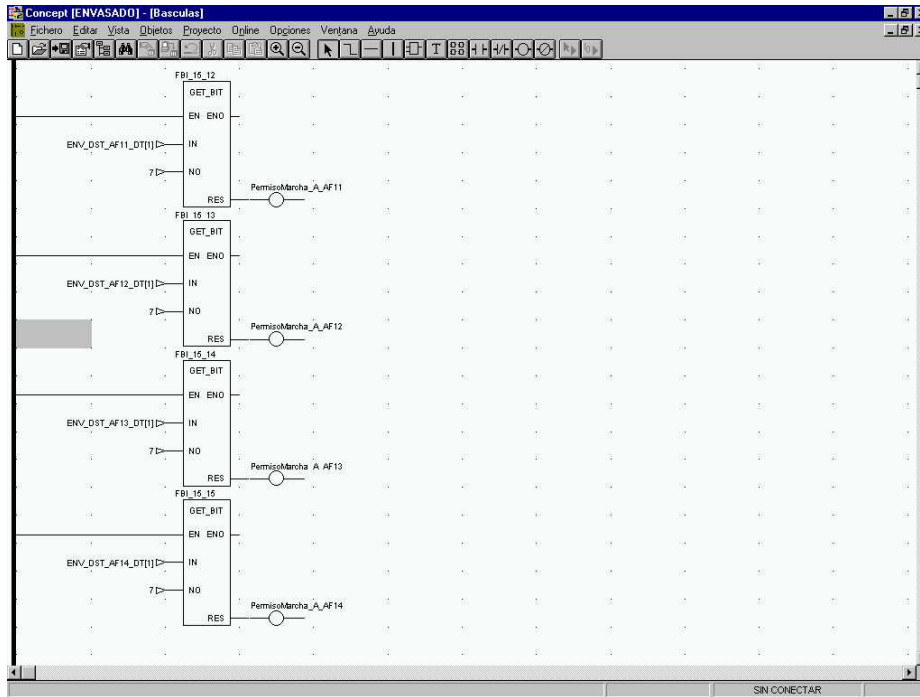 Concept [ENVASADO] - [Basculas]
Fichero Editar Vista Objetos Proyecto Online Opciones Ventana Ayuda
T
FBI_15_12
GET_BIT
EN ENO
ENV_DST_AF11_DT[1] IN
7 NO
PermisoMarcha_A_AF11
RES
FBI_15_13
GET_BIT
EN ENO
ENV_DST_AF12_DT[1] IN
7 NO
PermisoMarcha_A_AF12
RES
FBI_15_14
GET_BIT
EN ENO
ENV_DST_AF13_DT[1] IN
7 NO
PermisoMarcha_A_AF13
RES
FBI_15_15
GET_BIT
EN ENO
ENV_DST_AF14_DT[1] IN
7 NO
PermisoMarcha_A_AF14
RES
SIN CONECTAR